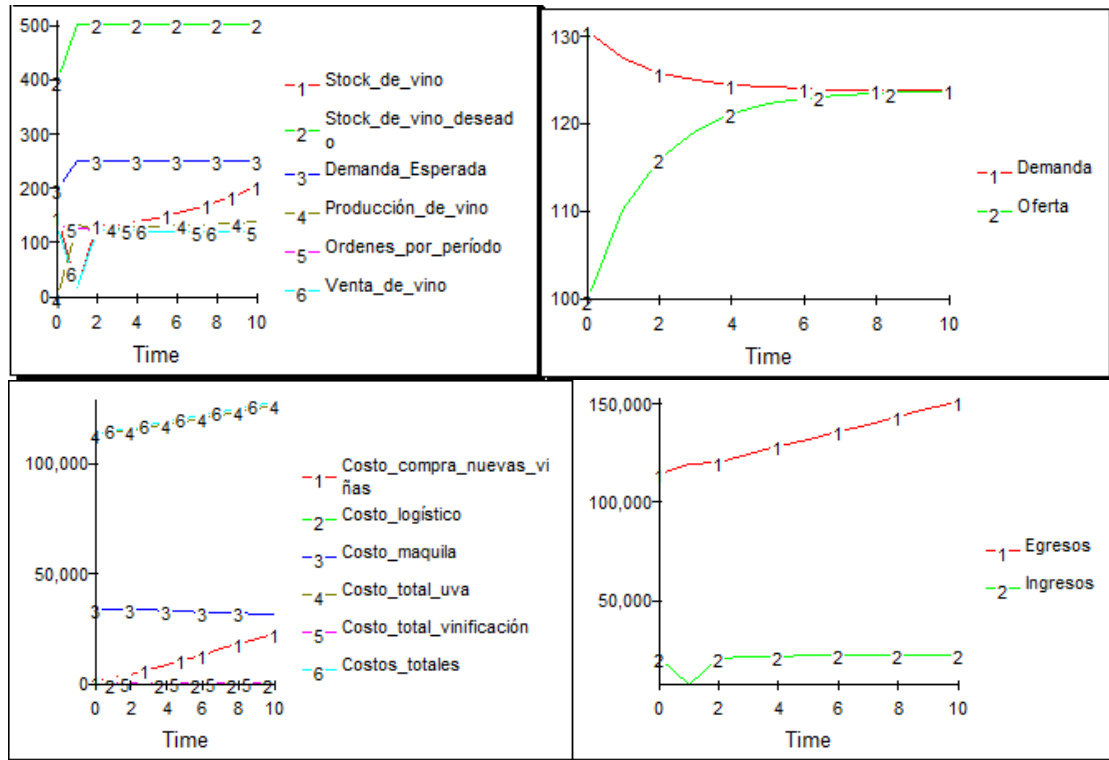 500
400
300
200
100
0
0 2 4 6 8 10
Time
1 Stock_de_vino
2 Stock_de_vino_desead
o
3 Demanda_Esperada
4 Producción_de_vino
5 Ordenes_por_período
6 Venta_de_vino
130
120
110
100
0 2 4 6 8 10
Time
1 Demanda
2 Oferta
100,000
50,000
0
0 2 4 6 8 10
Time
1 Costo_compra_nuevas_vi
ñas
2 Costo_logístico
3 Costo_maquila
4 Costo_total_uva
5 Costo_total_vinificación
6 Costos_totales
150,000
100,000
50,000
0 2 4 6 8 10
Time
1 Egresos
2 Ingresos